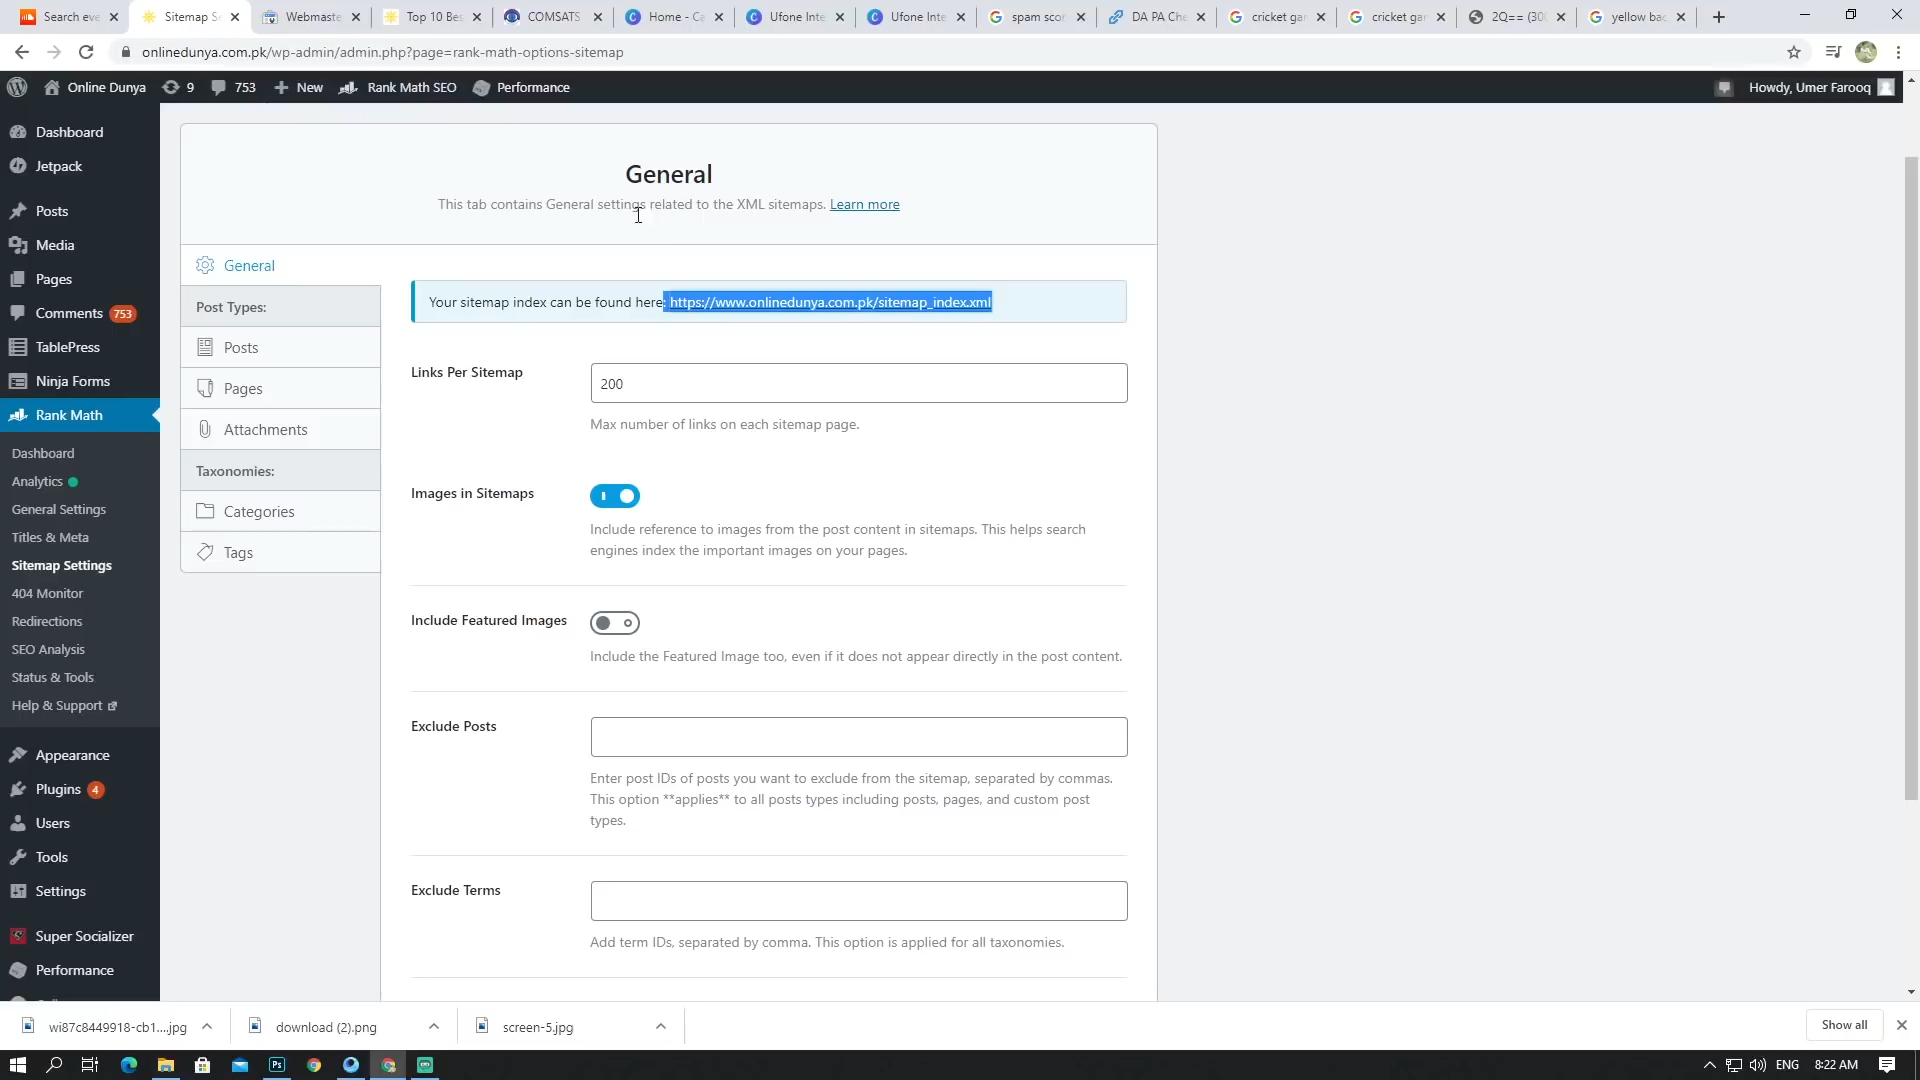 Search eve
Sitemap Se
Webmaste
Top 10 Bes
COMSATS
Home - Ca
Ufone Inte
Ufone Inte
spam scor
DA PA Che
cricket gar
cricket gar
2Q== (300
yellow bac
onlinedunya.com.pk/wp-admin/admin.php?page=rank-math-options-sitemap
Online Dunya
9
753
New
Rank Math SEO
Performance
Howdy, Umer Farooq
Dashboard
Jetpack
Posts
Media
Pages
Comments 753
TablePress
Ninja Forms
Rank Math
Dashboard
Analytics
General Settings
Titles & Meta
Sitemap Settings
404 Monitor
Redirections
SEO Analysis
Status & Tools
Help & Support
Appearance
Plugins 4
Users
Tools
Settings
Super Socializer
Performance
General
This tab contains General settings related to the XML sitemaps. Learn more
General
Post Types:
Posts
Pages
Attachments
Taxonomies:
Categories
Tags
Your sitemap index can be found here: https://www.onlinedunya.com.pk/sitemap_index.xml
Links Per Sitemap
200
Max number of links on each sitemap page.
Images in Sitemaps
Include reference to images from the post content in sitemaps. This helps search
engines index the important images on your pages.
Include Featured Images
Include the Featured Image too, even if it does not appear directly in the post content.
Exclude Posts
Enter post IDs of posts you want to exclude from the sitemap, separated by commas.
This option **applies** to all posts types including posts, pages, and custom post
types.
Exclude Terms
Add term IDs, separated by comma. This option is applied for all taxonomies.
wi87c8449918-cb1....jpg
download (2).png
screen-5.jpg
Show all
Ps
ENG
8:22 AM